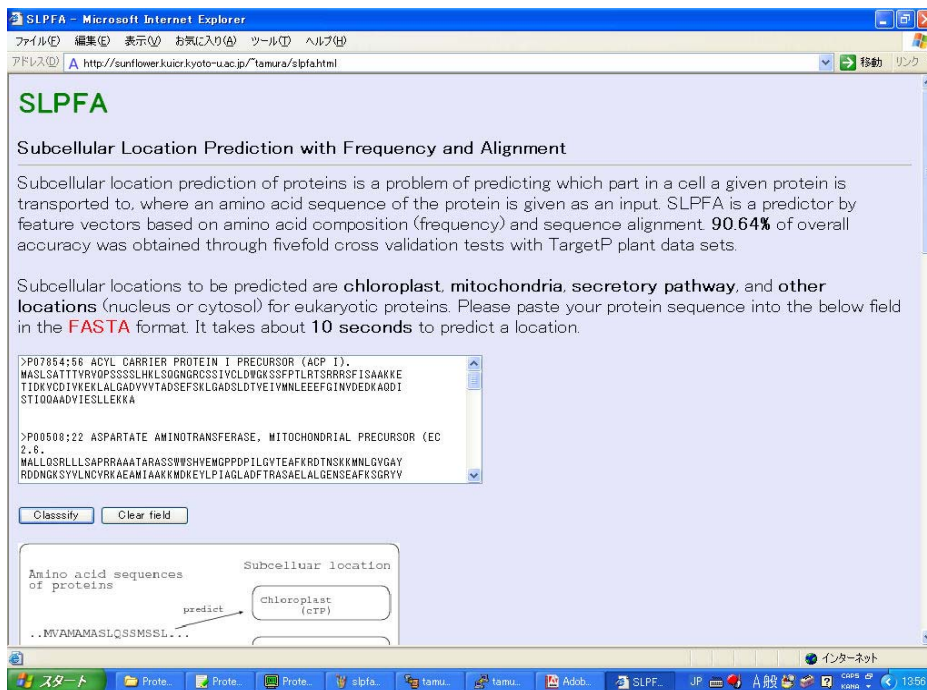 SLPFA - Microsoft Internet Explorer
ファイル(F) 編集(E) 表示(V) お気に入り(A) ツール(T) ヘルプ(H)
アドレス(D) http://sunflower.kuicr.kyoto-u.ac.jp/~tamura/slpfa.html 移動 リンク
SLPFA
Subcellular Location Prediction with Frequency and Alignment
Subcellular location prediction of proteins is a problem of predicting which part in a cell a given protein is
transported to, where an amino acid sequence of the protein is given as an input. SLPFA is a predictor by
feature vectors based on amino acid composition (frequency) and sequence alignment. 90.64% of overall
accuracy was obtained through fivefold cross validation tests with TargetP plant data sets.
Subcellular locations to be predicted are chloroplast, mitochondria, secretory pathway, and other
locations (nucleus or cytosol) for eukaryotic proteins. Please paste your protein sequence into the below field
in the FASTA format. It takes about 10 seconds to predict a location.
>P07854;56 ACYL CARRIER PROTEIN I PRECURSOR (ACP I).
MASLSATTTVRVQPSSSSLHKLSQGNGRCSSIVCLDWGKSSFPTLRTSRRRSFISAAKKE
TIDKVCDIVKEKLALGADVVVTADSEFSKLGADSLDTVEIVMNLEEEFGINVDEDKAQDI
STIQQAADVIESLLEKKA
>P00508;22 ASPARTATE AMINOTRANSFERASE, MITOCHONDRIAL PRECURSOR (EC
2.6.
MALLQSRLLLSAPRRAAATARASSWWSHVEMGPPDPILGVTEAFKRDTNSKKMNLGVGAY
RDDNGKSYVLNCVRKAEAMIAAKKMDKEYLPIAGLADFTRASAELALGENSEAFKSGRYV
Classsify Clear field
Amino acid sequences
of proteins
Subcelluar location
predict
Chloroplast
(cTP)
..MVAMAMASLQSSMSSL...
インターネット
スタート Prote... Prote... Prote... slpfa... tamu... tamu... Adob... SLPF... JP A 般 CAPS KANA 13:56